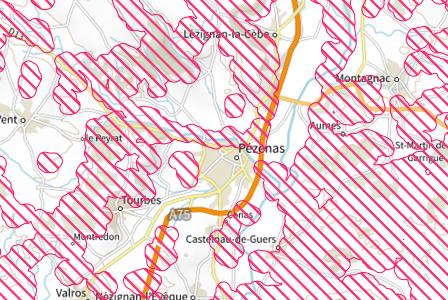 Lézignan-la-Cèbe
Montagnac
Aumes
le Peyrat
Pézenas
St-Martin-de-
Garrigue
Tourbes
A75
Conas
Montredon
Castelnau-de-Guers
Valros
Nézignan-l'Évêque